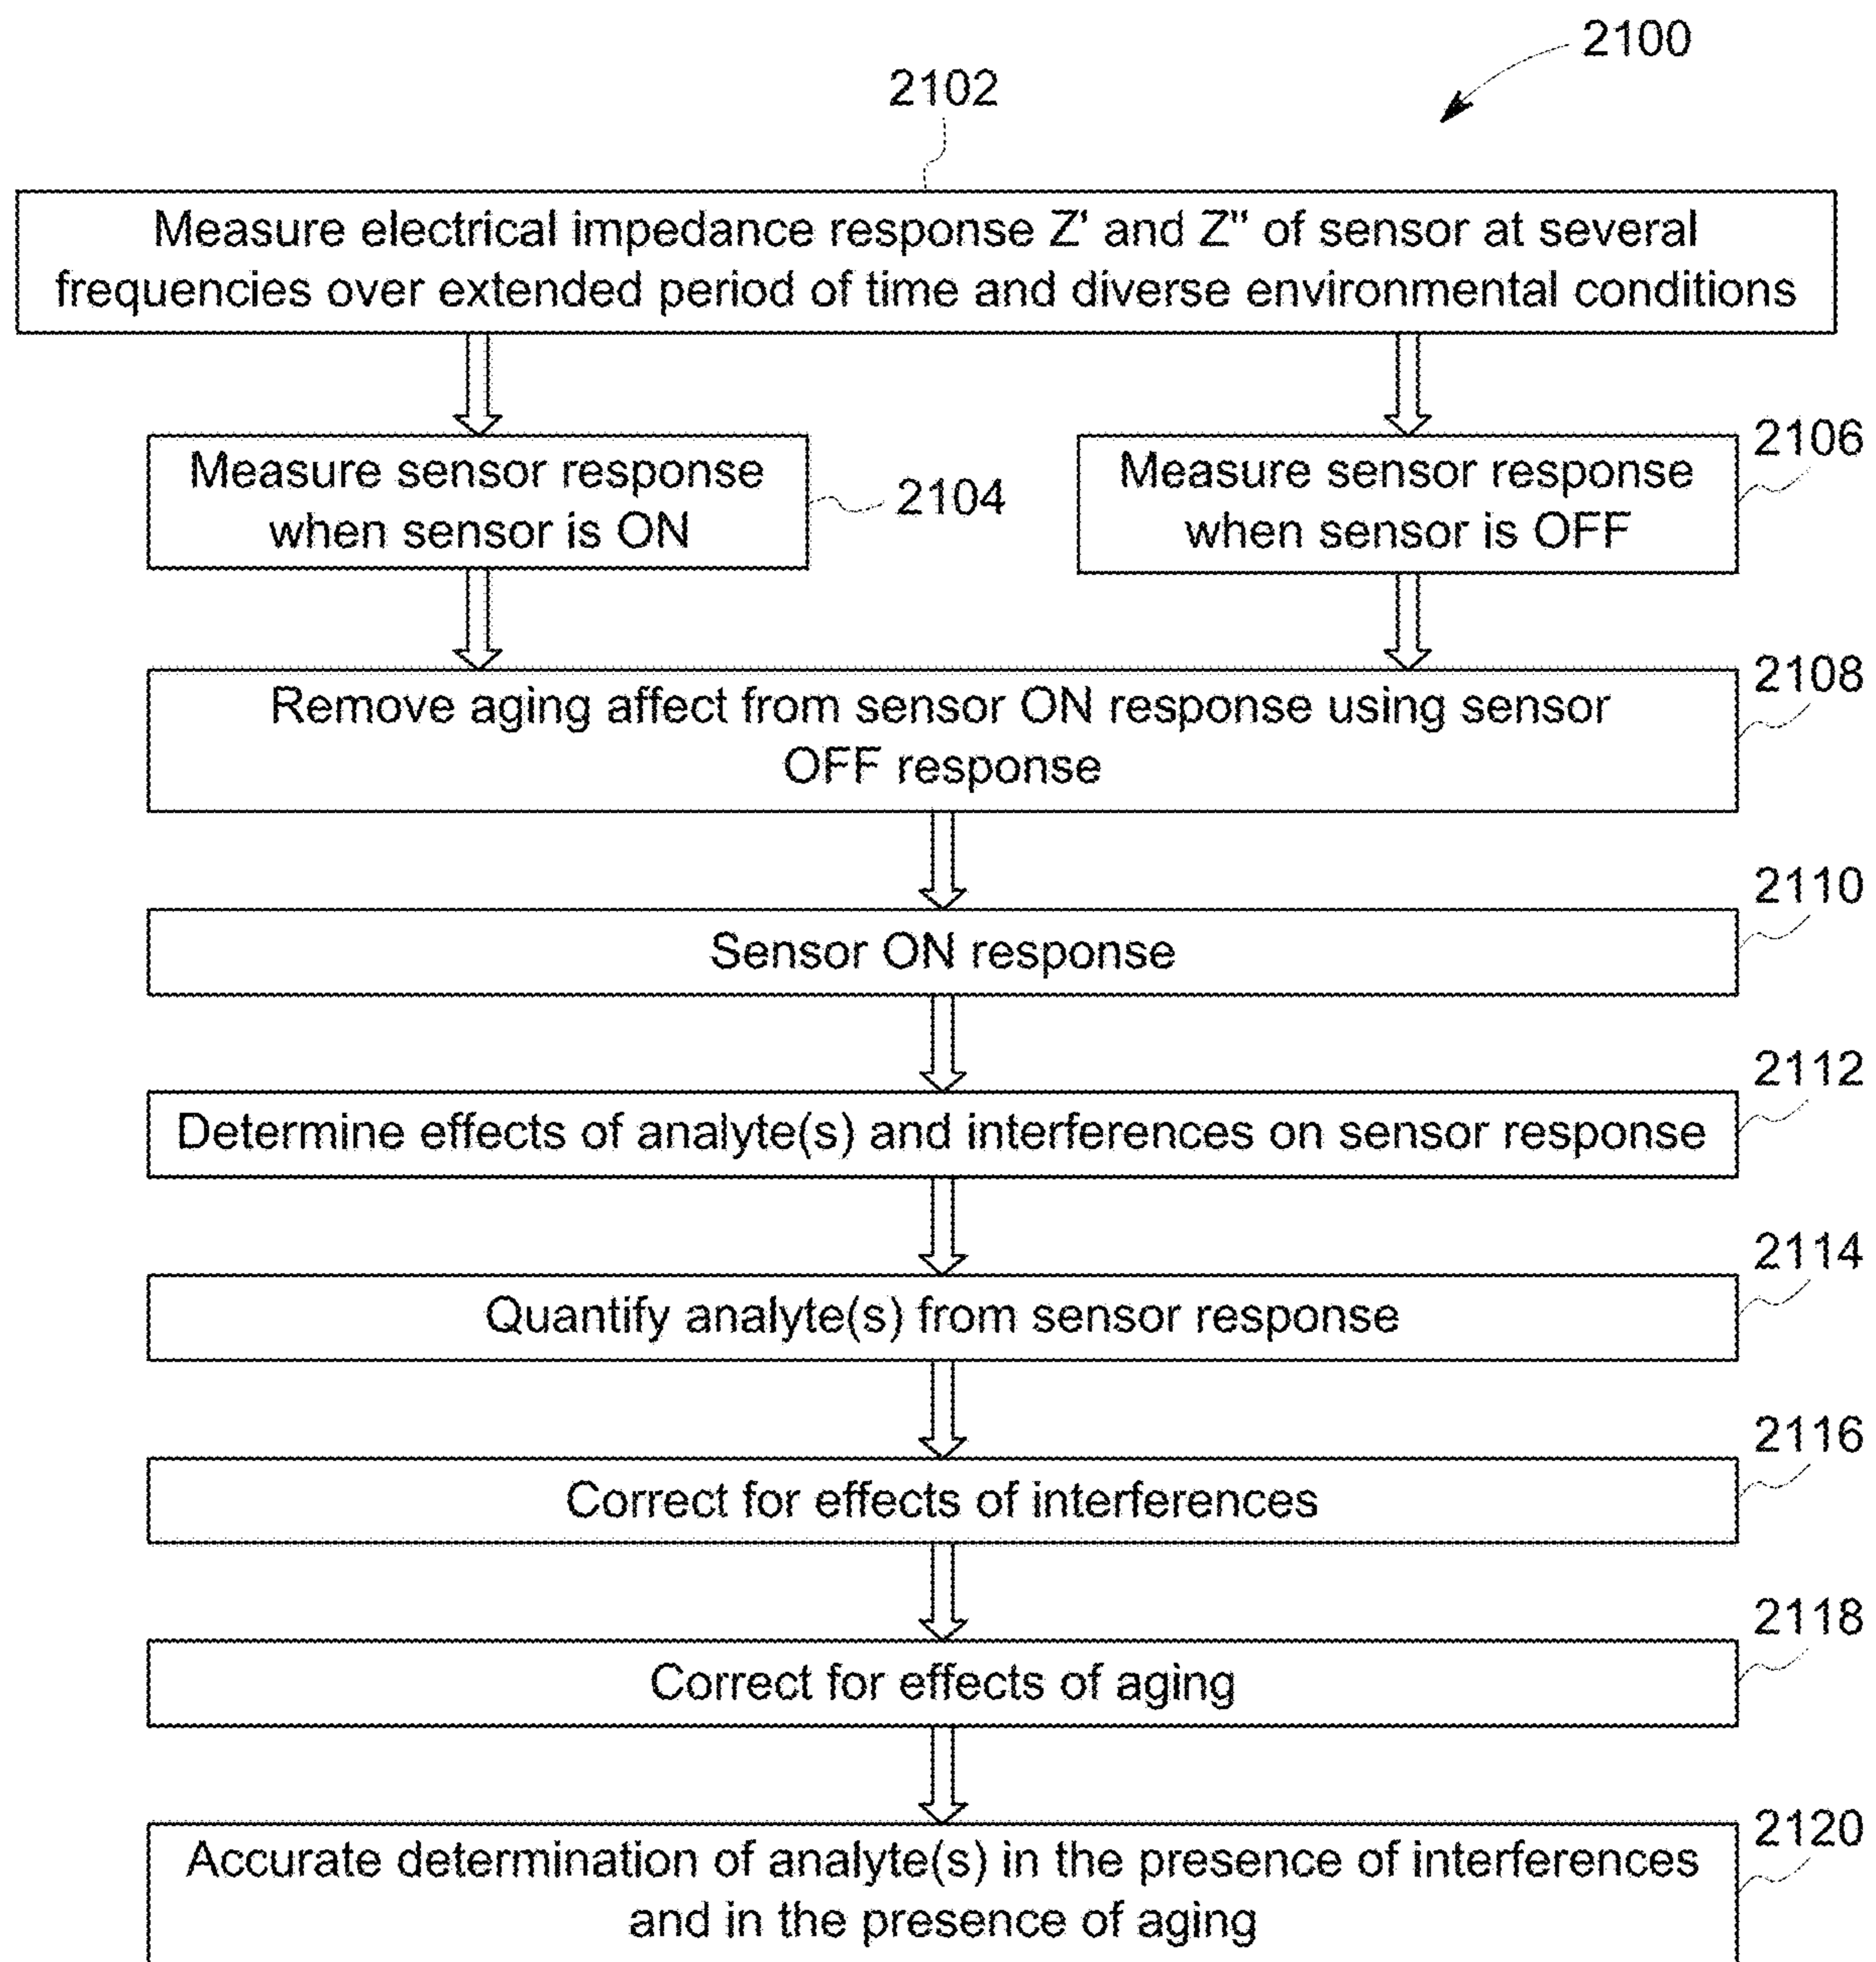 2100
2102
Measure electrical impedance response Z' and Z" of sensor at several
frequencies over extended period of time and diverse environmental conditions
Measure sensor response
when sensor is ON
2104
Measure sensor response
when sensor is OFF
2106
Remove aging affect from sensor ON response using sensor
OFF response
2108
Sensor ON response
2110
Determine effects of analyte(s) and interferences on sensor response
2112
Quantify analyte(s) from sensor response
2114
Correct for effects of interferences
2116
Correct for effects of aging
2118
Accurate determination of analyte(s) in the presence of interferences
and in the presence of aging
2120